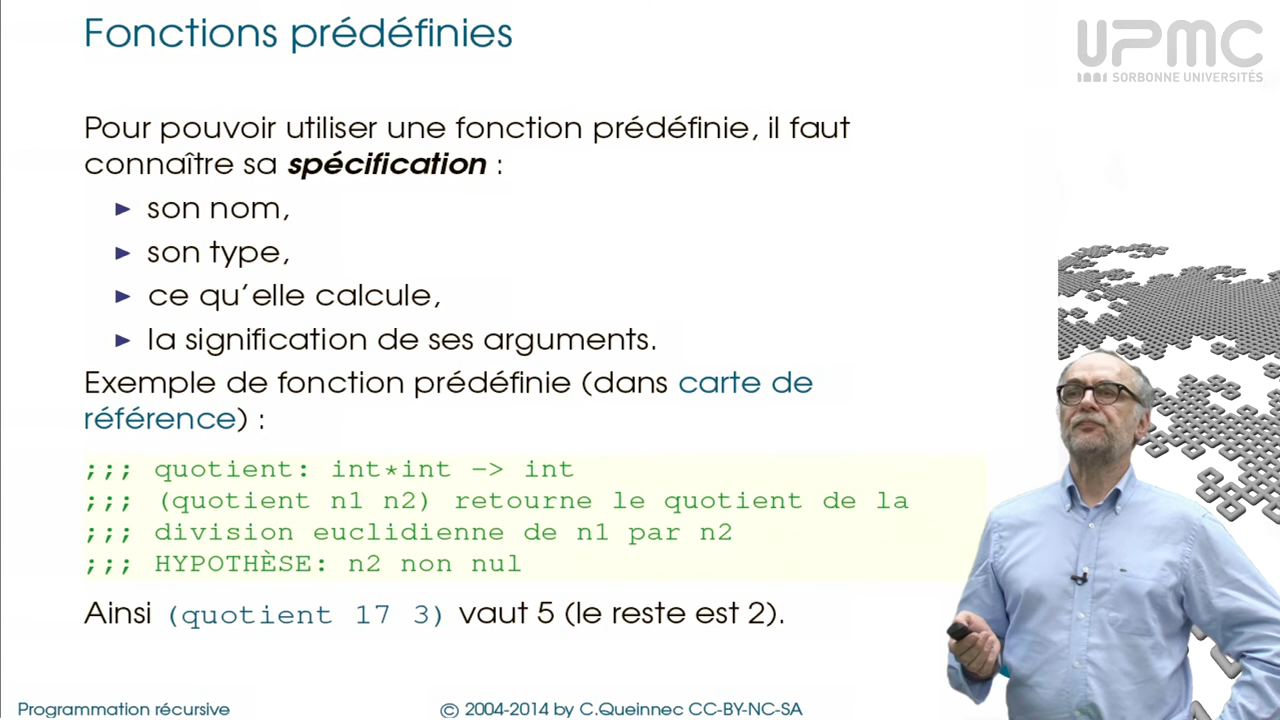 Fonctions prédéfinies
UPMC
SORBONNE UNIVERSITÉS
Pour pouvoir utiliser une fonction prédéfinie, il faut
connaître sa spécification :
son nom,
son type,
ce qu'elle calcule,
la signification de ses arguments.
Exemple de fonction prédéfinie (dans carte de
référence) :
;;; quotient: int*int -> int
;;; (quotient n1 n2) retourne le quotient de la
;;; division euclidienne de n1 par n2
;;; HYPOTHÈSE: n2 non nul
Ainsi (quotient 17 3) vaut 5 (le reste est 2).
Programmation récursive
© 2004-2014 by C.Queinnec CC-BY-NC-SA